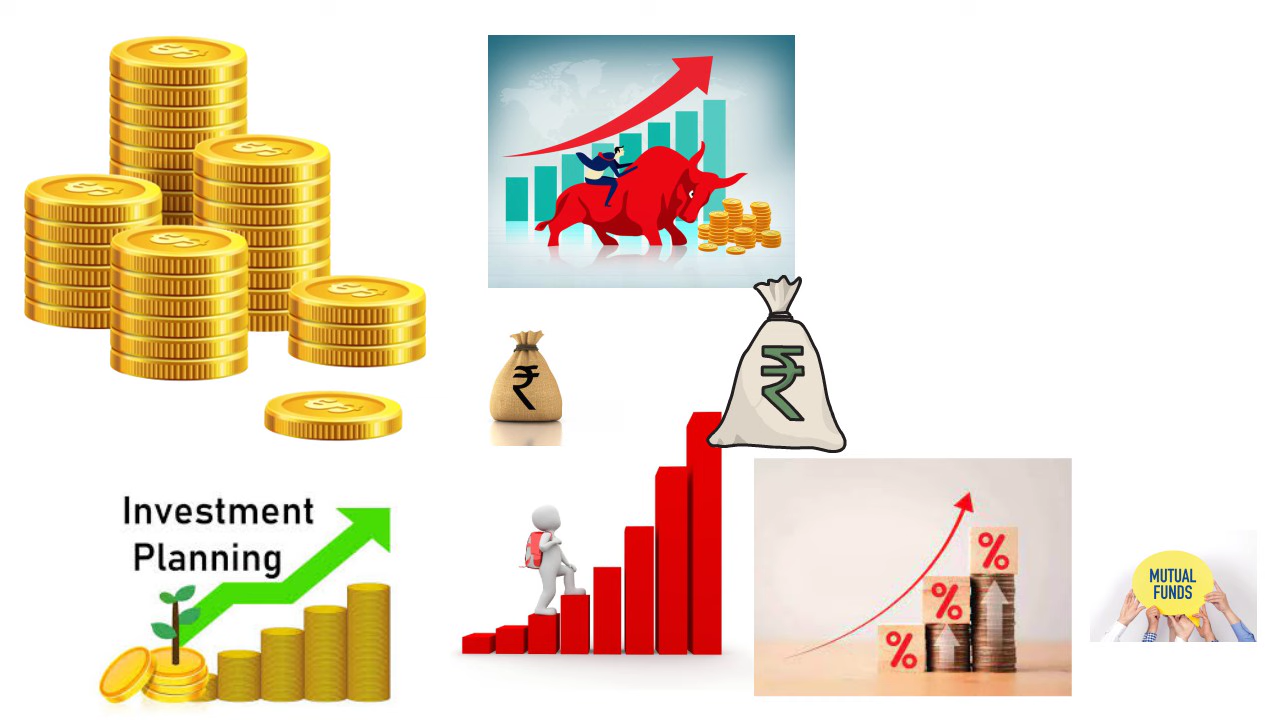 ₹
₹
Investment
Planning
%
%
%
MUTUAL
FUNDS